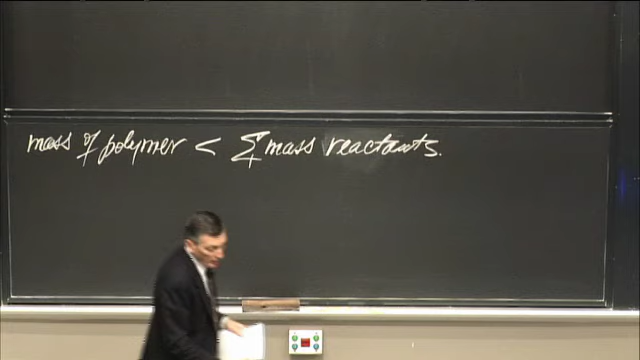 mass of polymer < Σ mass reactants.